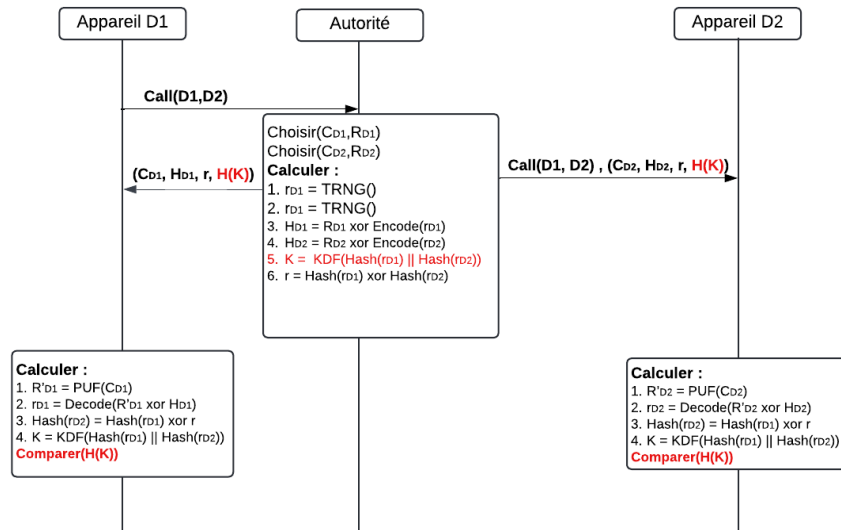 Appareil D1
Autorité
Appareil D2
Call(D1,D2)
Choisir(CD1,RD1)
Choisir(CD2,RD2)
Calculer :
1. rD1 = TRNG()
2. rD1 = TRNG()
3. HD1 = RD1 xor Encode(rD1)
4. HD2 = RD2 xor Encode(rD2)
5. K = KDF(Hash(rD1) || Hash(rD2))
6. r = Hash(rD1) xor Hash(rD2)
(CD1, HD1, r, H(K))
Call(D1, D2) , (CD2, HD2, r, H(K))
Calculer :
1. R'D1 = PUF(CD1)
2. rD1 = Decode(R'D1 xor HD1)
3. Hash(rD2) = Hash(rD1) xor r
4. K = KDF(Hash(rD1) || Hash(rD2))
Comparer(H(K))
Calculer :
1. R'D2 = PUF(CD2)
2. rD2 = Decode(R'D2 xor HD2)
3. Hash(rD2) = Hash(rD1) xor r
4. K = KDF(Hash(rD1) || Hash(rD2))
Comparer(H(K))